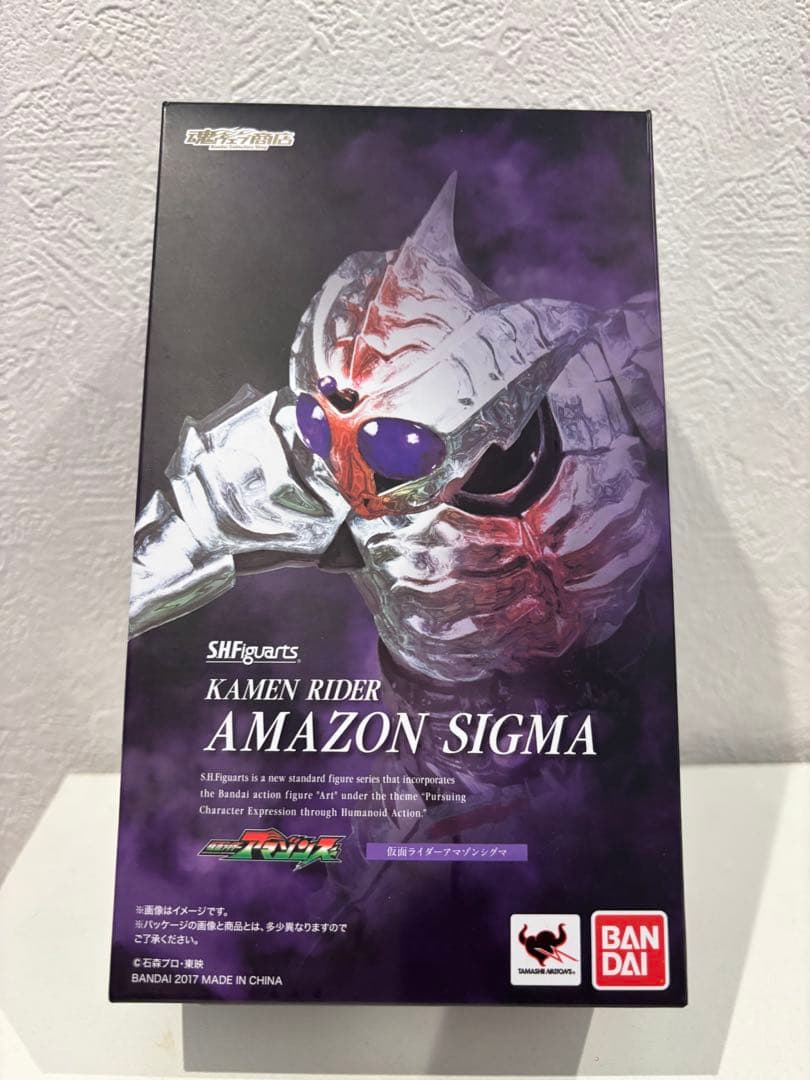 魂ウェブ商店
S.H.Figuarts
KAMEN RIDER
AMAZON SIGMA
S.H.Figuarts is a new standard figure series that incorporates
the Bandai action figure "Art" under the theme "Pursuing
Character Expression through Humanoid Action."
仮面ライダーアマゾンズ
仮面ライダーアマゾンシグマ
※画像はイメージです。
※パッケージの画像と商品とは、多少異なりますので
ご了承ください。
©石森プロ・東映
BANDAI 2017 MADE IN CHINA
TAMASHII NATIONS
BAN
DAI